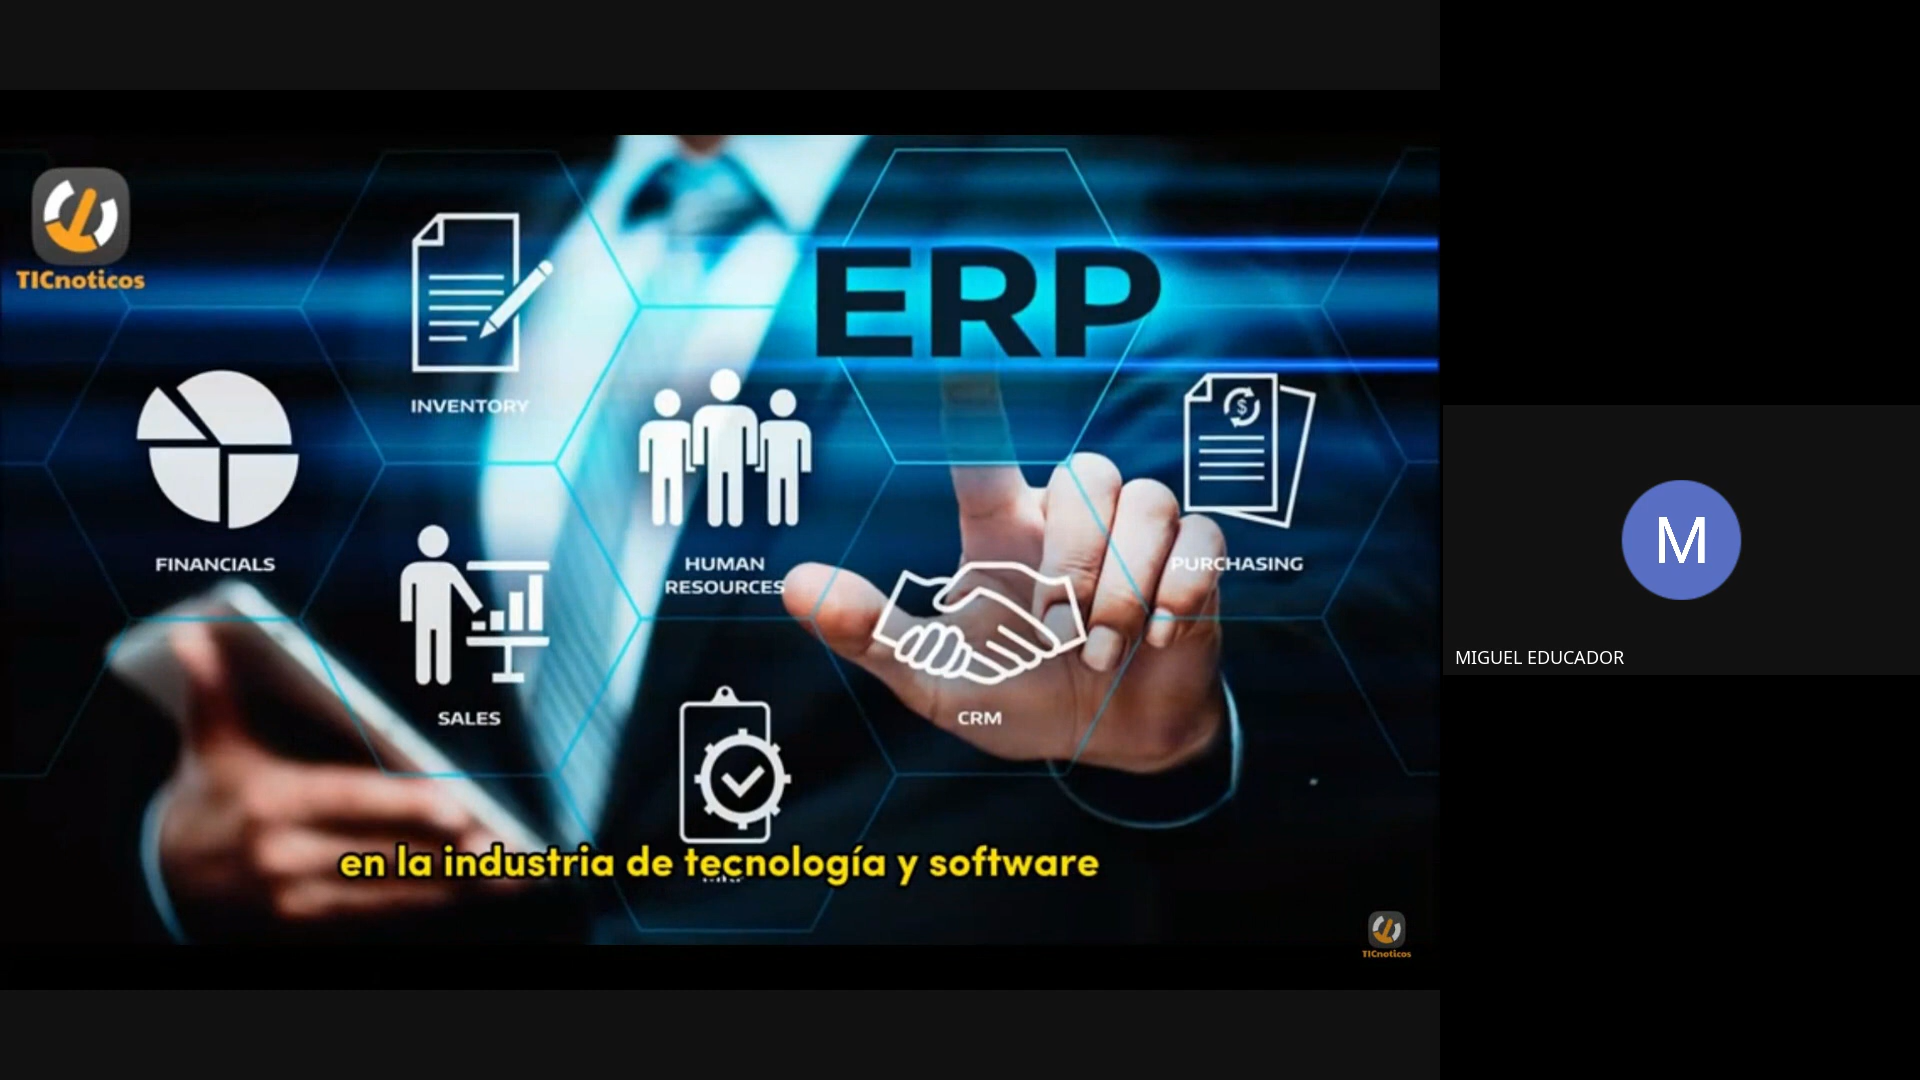 TICnoticos
ERP
INVENTORY
FINANCIALS
HUMAN
RESOURCES
PURCHASING
SALES
CRM
en la industria de tecnología y software
TICnoticos
M
MIGUEL EDUCADOR